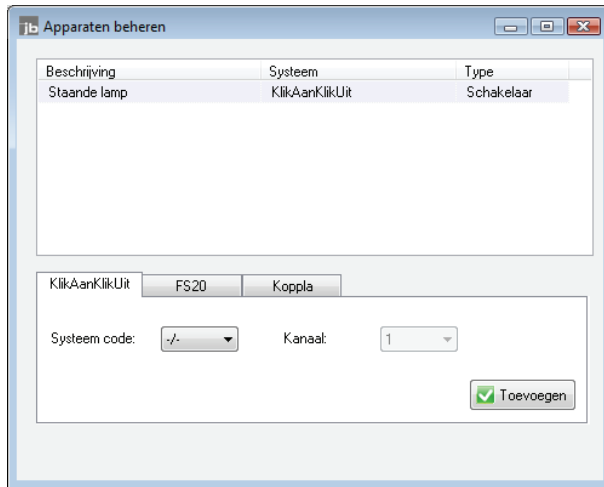 jb Apparaten beheren
Beschrijving Systeem Type
Staande lamp KlikAanKlikUit Schakelaar
KlikAanKlikUit FS20 Koppla
Systeem code: -/- Kanaal: 1
Toevoegen